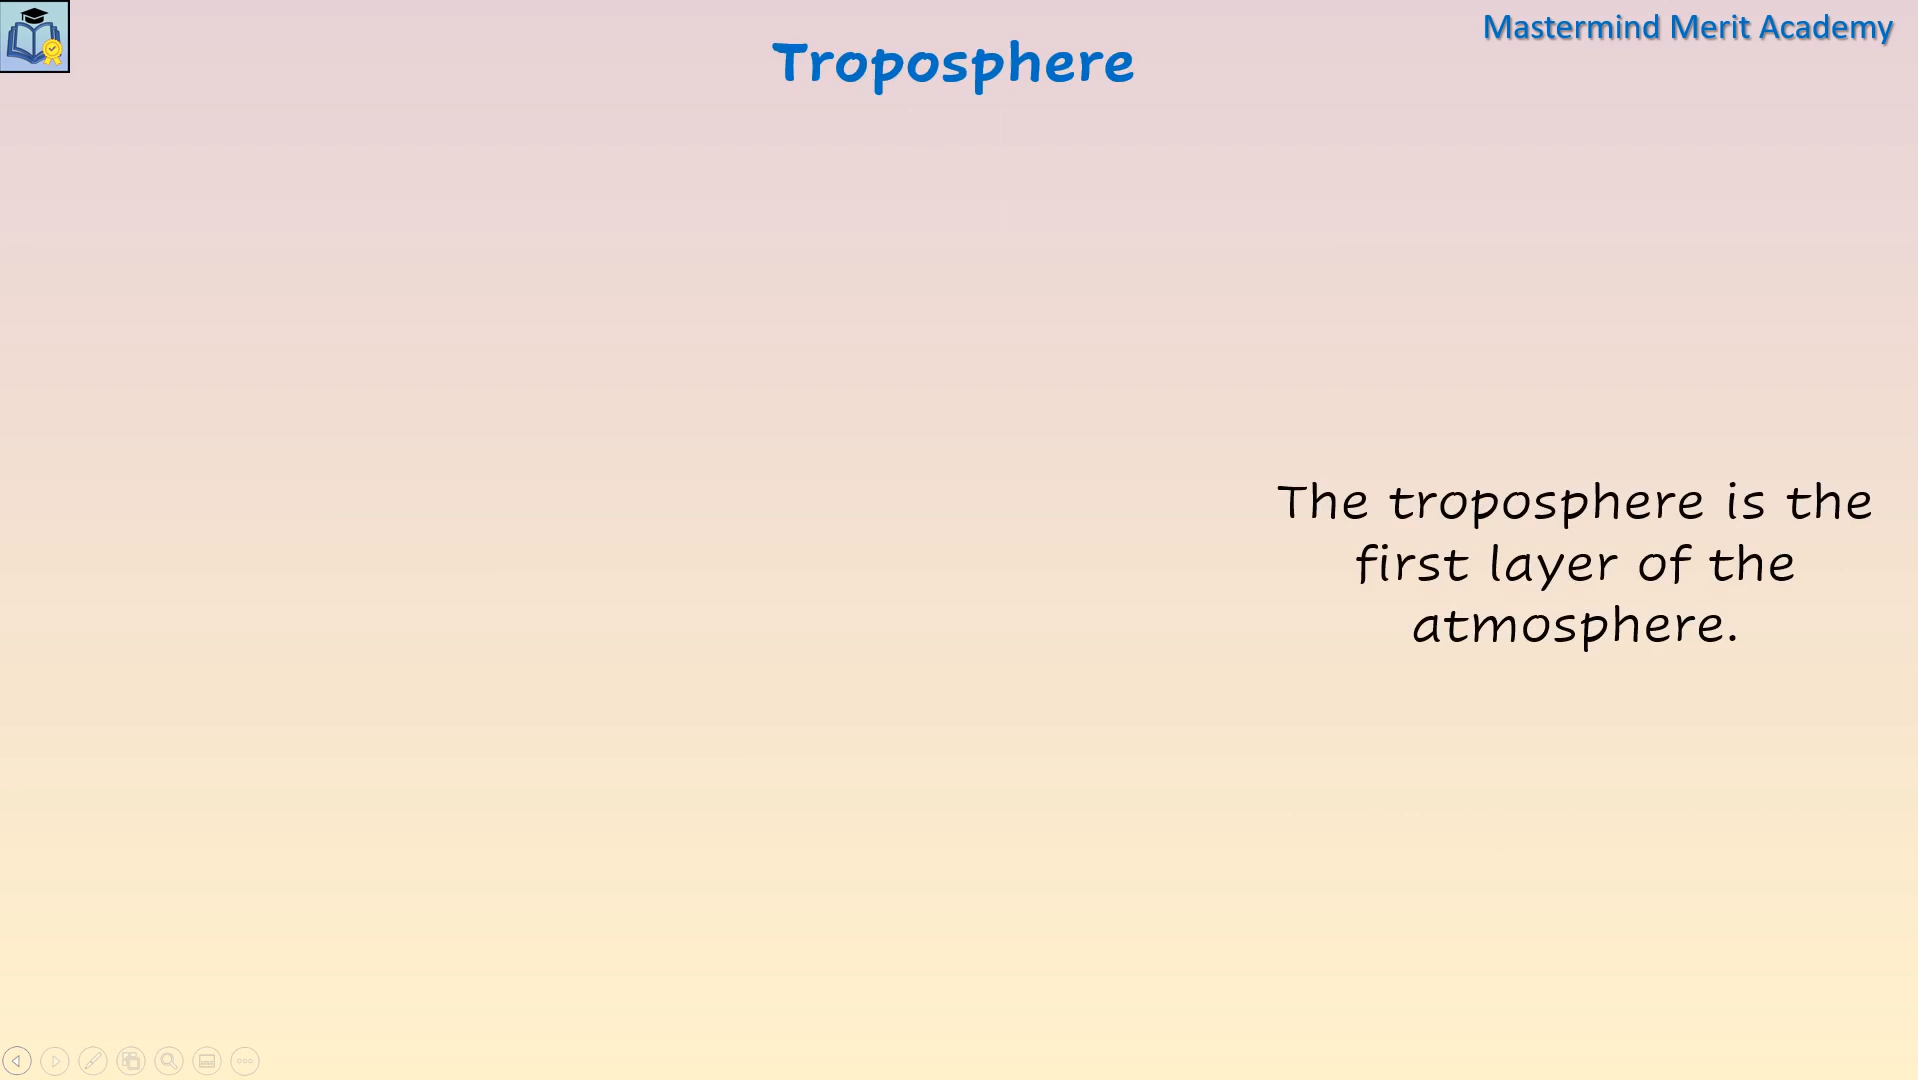 Mastermind Merit Academy
Troposphere
The troposphere is the
first layer of the
atmosphere.